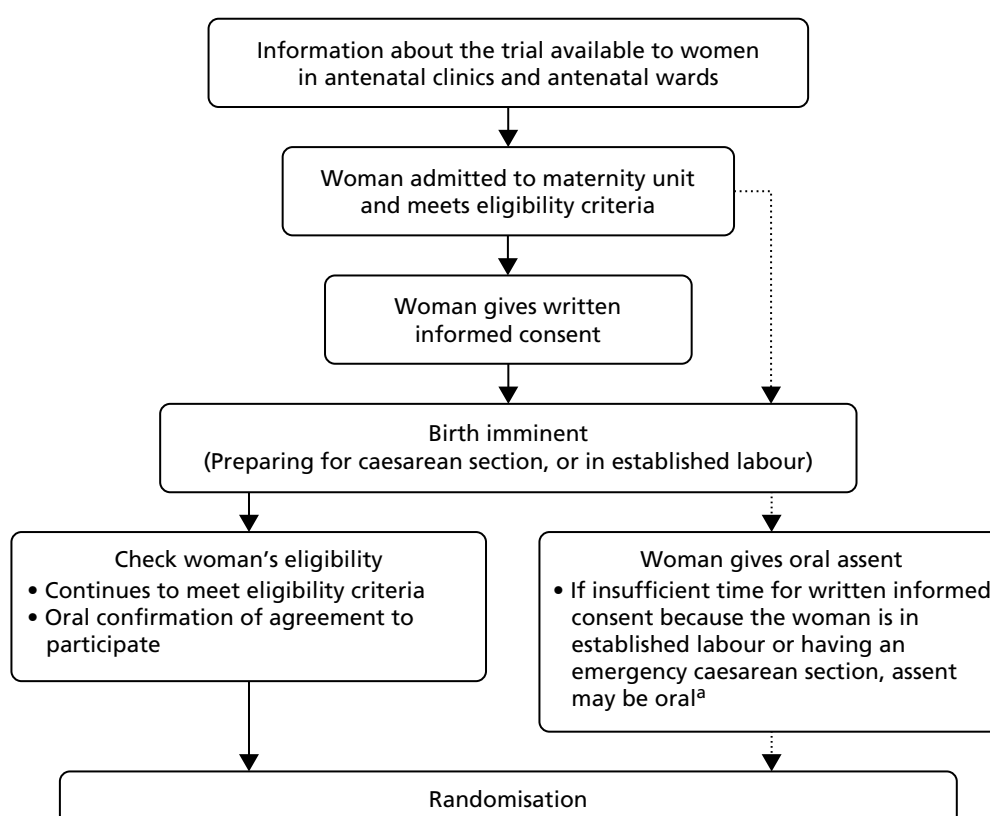 Information about the trial available to women
in antenatal clinics and antenatal wards
Woman admitted to maternity unit
and meets eligibility criteria
Woman gives written
informed consent
Birth imminent
(Preparing for caesarean section, or in established labour)
Check woman’s eligibility
• Continues to meet eligibility criteria
• Oral confirmation of agreement to
participate
Woman gives oral assent
• If insufficient time for written informed
consent because the woman is in
established labour or having an
emergency caesarean section, assent
may be oralᵃ
Randomisation